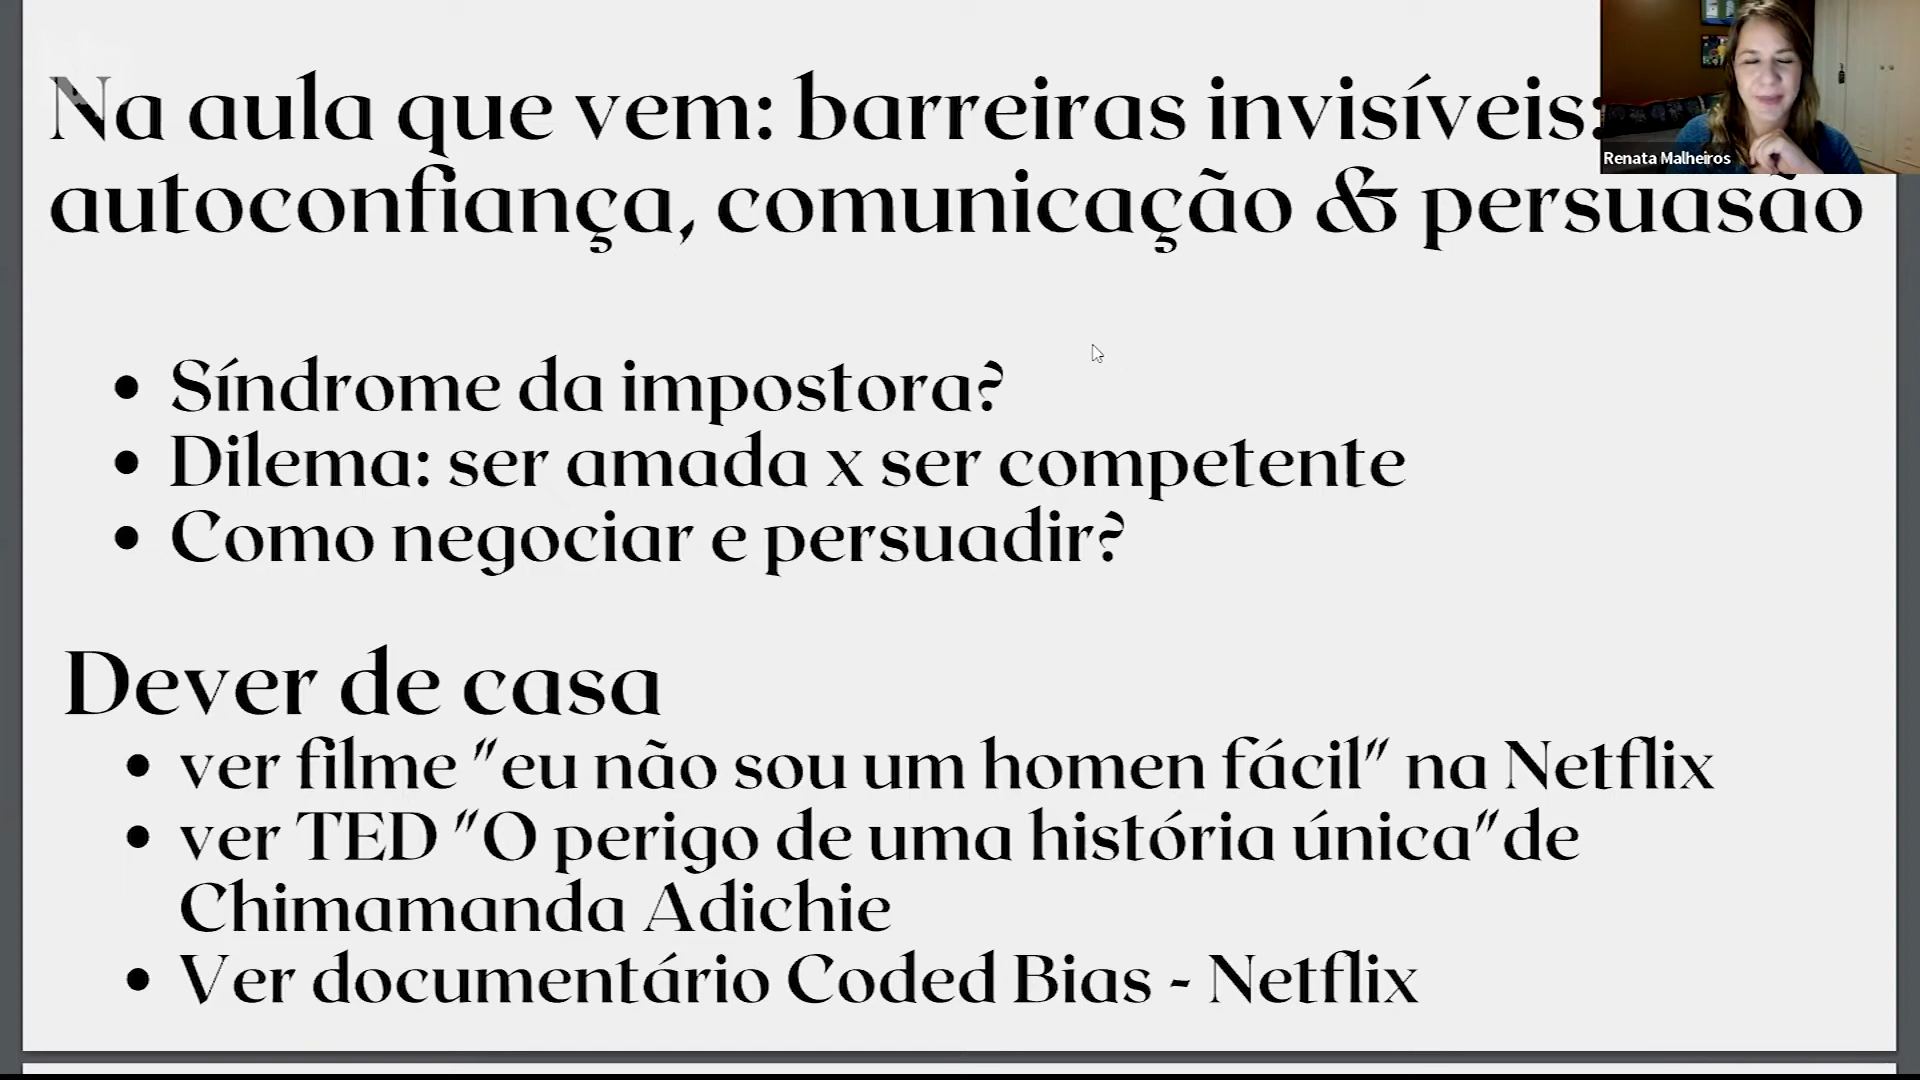 Na aula que vem: barreiras invisíveis:
autoconfiança, comunicação & persuasão
Renata Malheiros
• Síndrome da impostora?
• Dilema: ser amada x ser competente
• Como negociar e persuadir?
Dever de casa
• ver filme "eu não sou um homen fácil" na Netflix
• ver TED "O perigo de uma história única"de
Chimamanda Adichie
• Ver documentário Coded Bias - Netflix